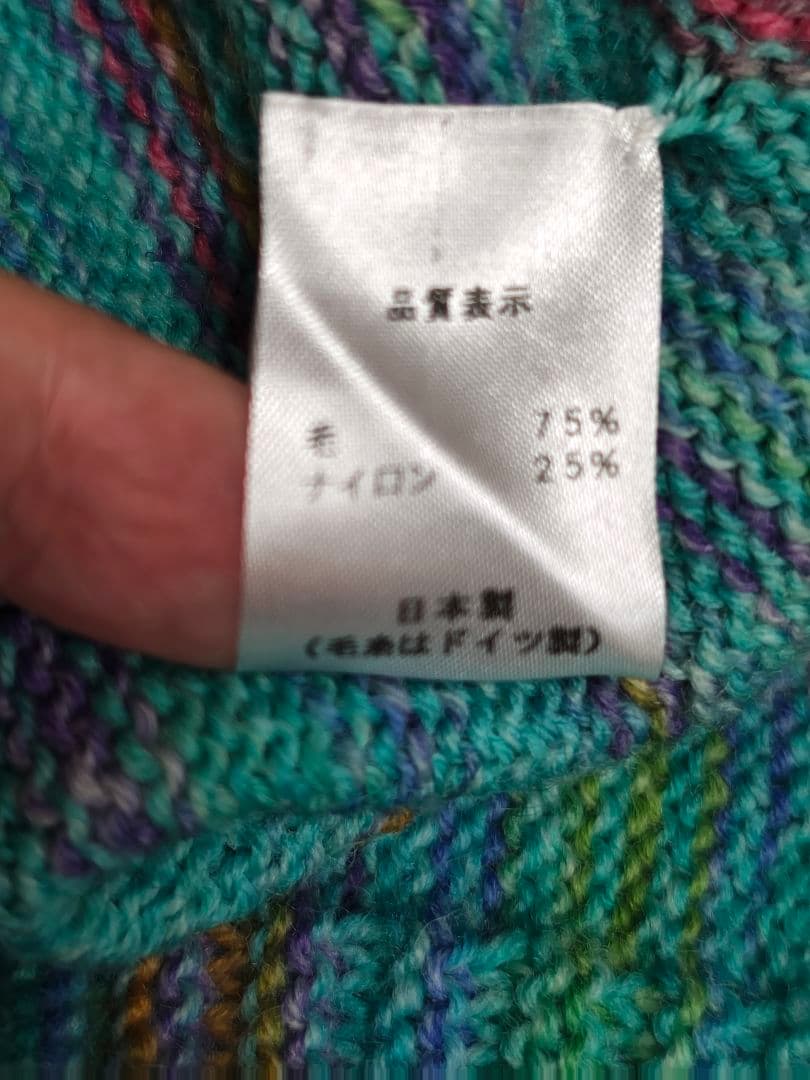 品質表示
毛 75%
ナイロン 25%
日本製
(毛糸はドイツ製)